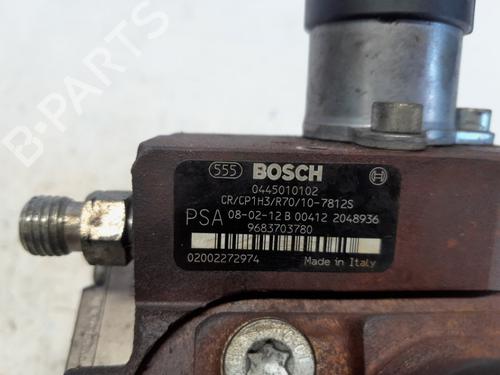 B-Parts
555 BOSCH
0445010102
CR/CP1H3/R70/10-7812S
PSA 08-02-12 B 00412 2048936
9683703780
02002272974 Made in Italy